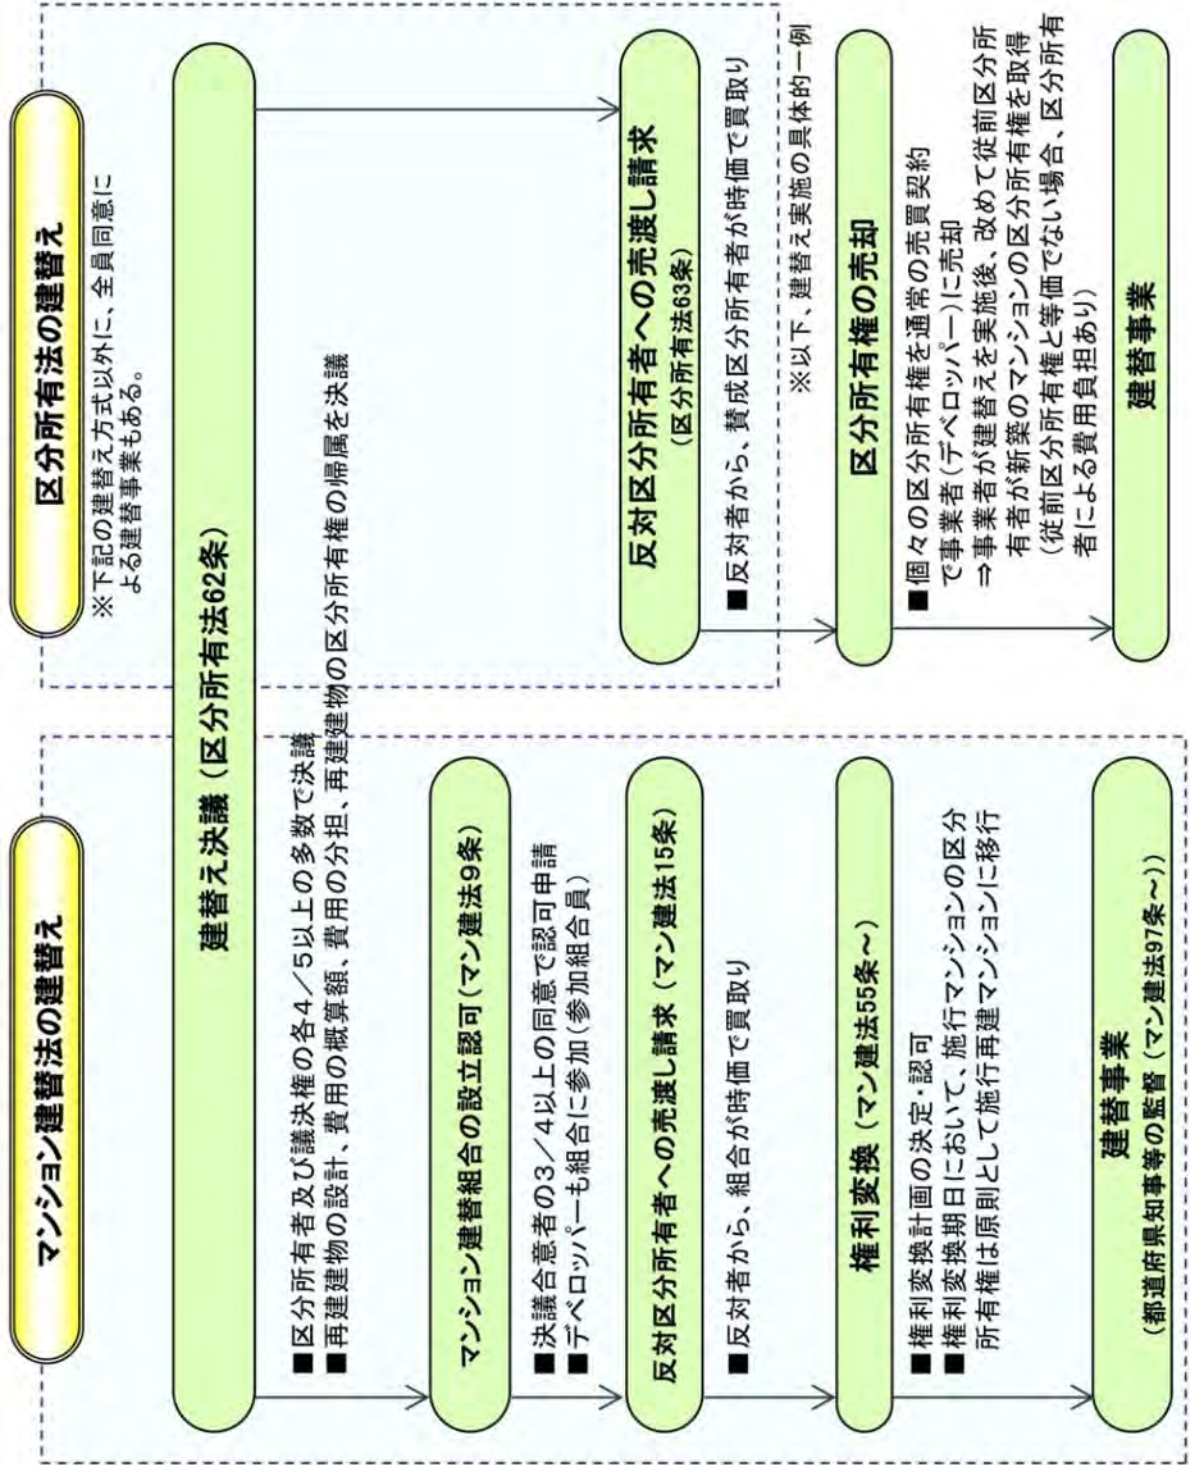 マンション建替法の建替え
区分所有法の建替え
※下記の建替え方式以外に、全員同意に
よる建替事業もある。
建替え決議（区分所有法62条）
■区分所有者及び議決権の各4／5以上の多数で決議
■再建建物の設計、費用の概算額、費用の分担、再建建物の区分所有権の帰属を決議
マンション建替組合の設立認可（マン建法9条）
■決議合意者の3／4以上の同意で認可申請
■デベロッパーも組合に参加（参加組合員）
反対区分所有者への売渡し請求（マン建法15条）
■反対者から、組合が時価で買取り
権利変換（マン建法55条～）
■権利変換計画の決定・認可
■権利変換期日において、施行マンションの区分
所有権は原則として施行再建マンションに移行
建替事業
（都道府県知事等の監督（マン建法97条～））
反対区分所有者への売渡し請求
（区分所有法63条）
■反対者から、賛成区分所有者が時価で買取り
※以下、建替え実施の具体的一例
区分所有権の売却
■個々の区分所有権を通常の売買契約
で事業者（デベロッパー）に売却
⇒事業者が建替えを実施後、改めて従前区分所
有者が新築のマンションの区分所有権を取得
（従前区分所有権と等価でない場合、区分所有
者による費用負担あり）
建替事業